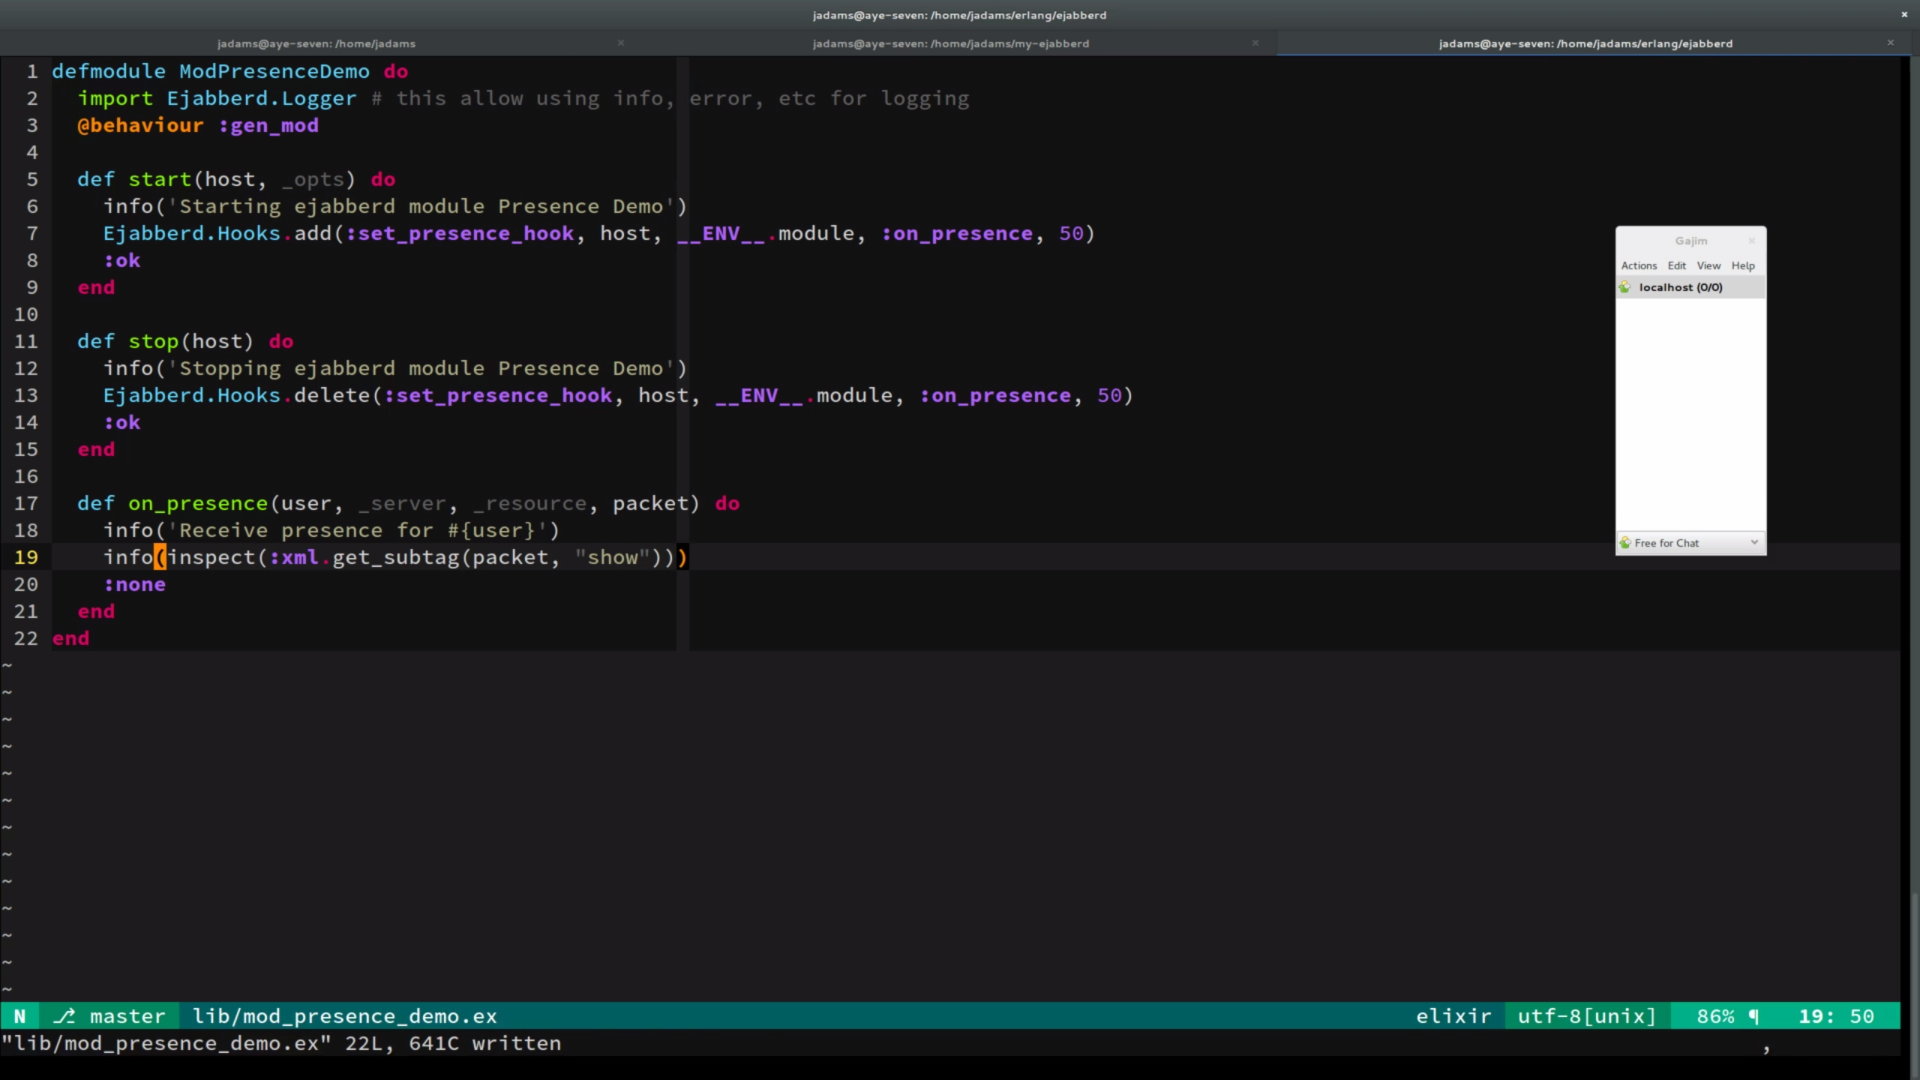 jadams@aye-seven: /home/jadams/erlang/ejabberd ×
jadams@aye-seven: /home/jadams × jadams@aye-seven: /home/jadams/my-ejabberd × jadams@aye-seven: /home/jadams/erlang/ejabberd ×
1 defmodule ModPresenceDemo do
2   import Ejabberd.Logger # this allow using info, error, etc for logging
3   @behaviour :gen_mod
4
5   def start(host, _opts) do
6     info('Starting ejabberd module Presence Demo')
7     Ejabberd.Hooks.add(:set_presence_hook, host, __ENV__.module, :on_presence, 50)
8     :ok
9   end
10
11   def stop(host) do
12     info('Stopping ejabberd module Presence Demo')
13     Ejabberd.Hooks.delete(:set_presence_hook, host, __ENV__.module, :on_presence, 50)
14     :ok
15   end
16
17   def on_presence(user, _server, _resource, packet) do
18     info('Receive presence for #{user}')
19     info(inspect(:xml.get_subtag(packet, "show")))
20     :none
21   end
22 end
~
~
~
~
~
~
~
~
~
~
~
~
~
Gajim ×
Actions Edit View Help
localhost (0/0)
Free for Chat
N ⎇ master lib/mod_presence_demo.ex elixir utf-8[unix] 86% ¶ 19: 50
"lib/mod_presence_demo.ex" 22L, 641C written ,